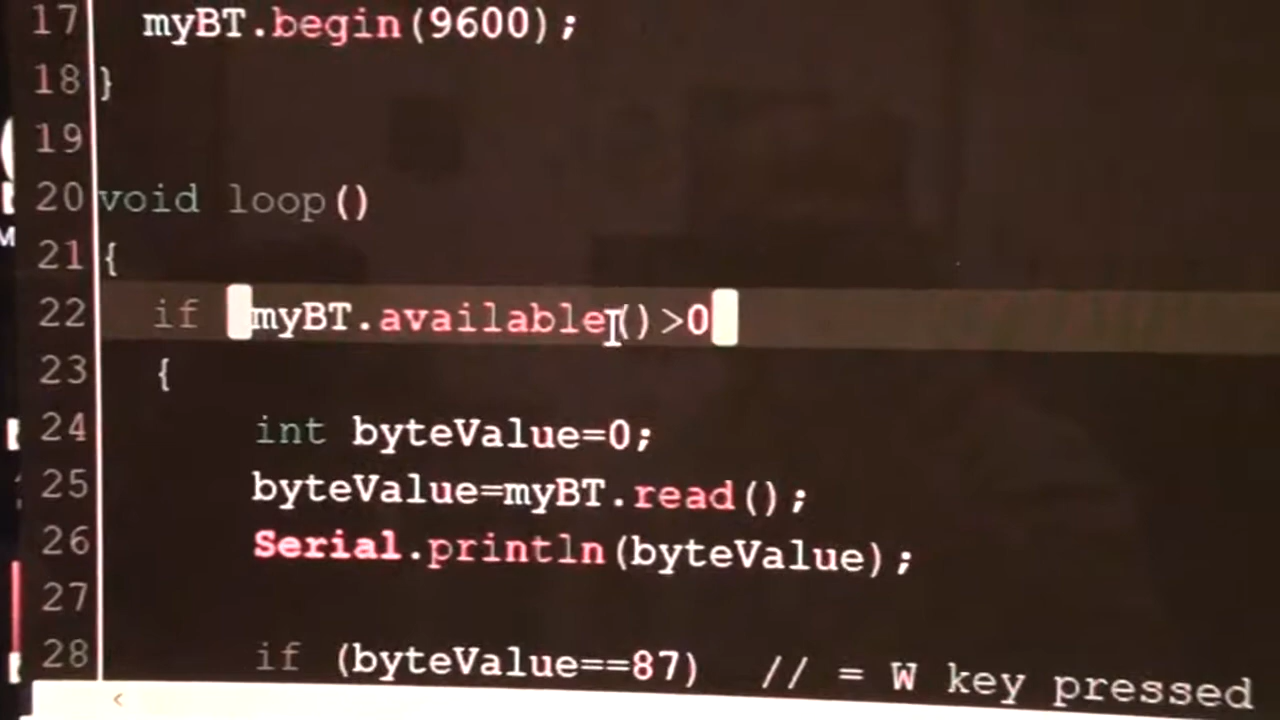 17 myBT.begin(9600);
18 }
19
20 void loop()
21 {
22 if (myBT.available()>0)
23 {
24 int byteValue=0;
25 byteValue=myBT.read();
26 Serial.println(byteValue);
27
28 if (byteValue==87) // = W key pressed